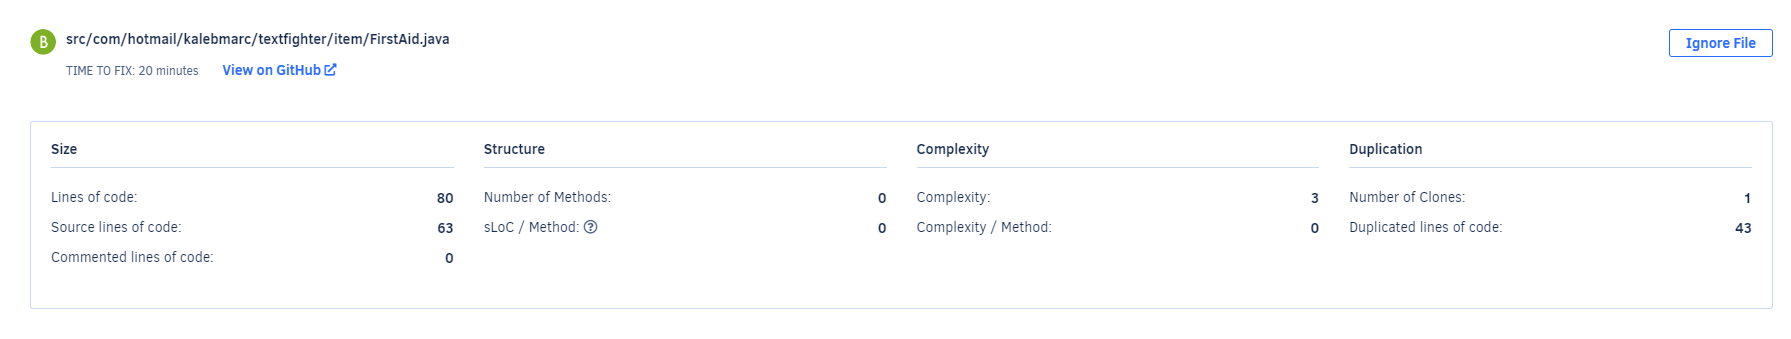 B src/com/hotmail/kalebmarc/textfighter/item/FirstAid.java
Ignore File
TIME TO FIX: 20 minutes View on GitHub
Size
Lines of code: 80
Source lines of code: 63
Commented lines of code: 0
Structure
Number of Methods: 0
sLoC / Method: ? 0
Complexity
Complexity: 3
Complexity / Method: 0
Duplication
Number of Clones: 1
Duplicated lines of code: 43